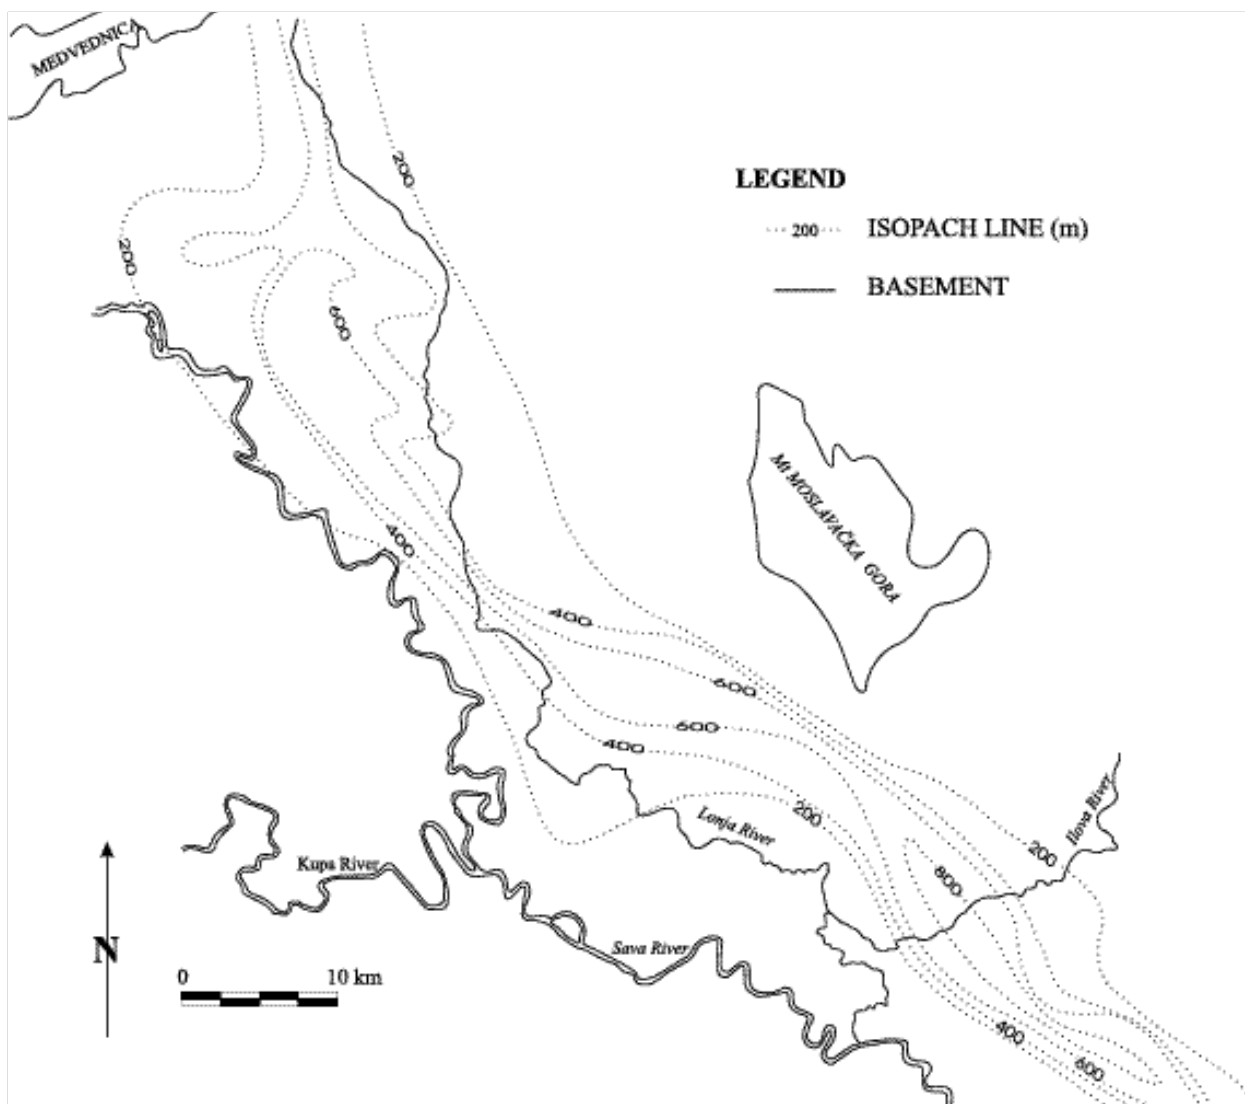 MEDVEDNICA
200
LEGEND
200 ISOPACH LINE (m)
BASEMENT
200
600
Mt MOSLAVAČKA GORA
400
400
600
600
400
200
Lonja River
Ilova River
200
800
Kupa River
Sava River
N
0 10 km
400
600